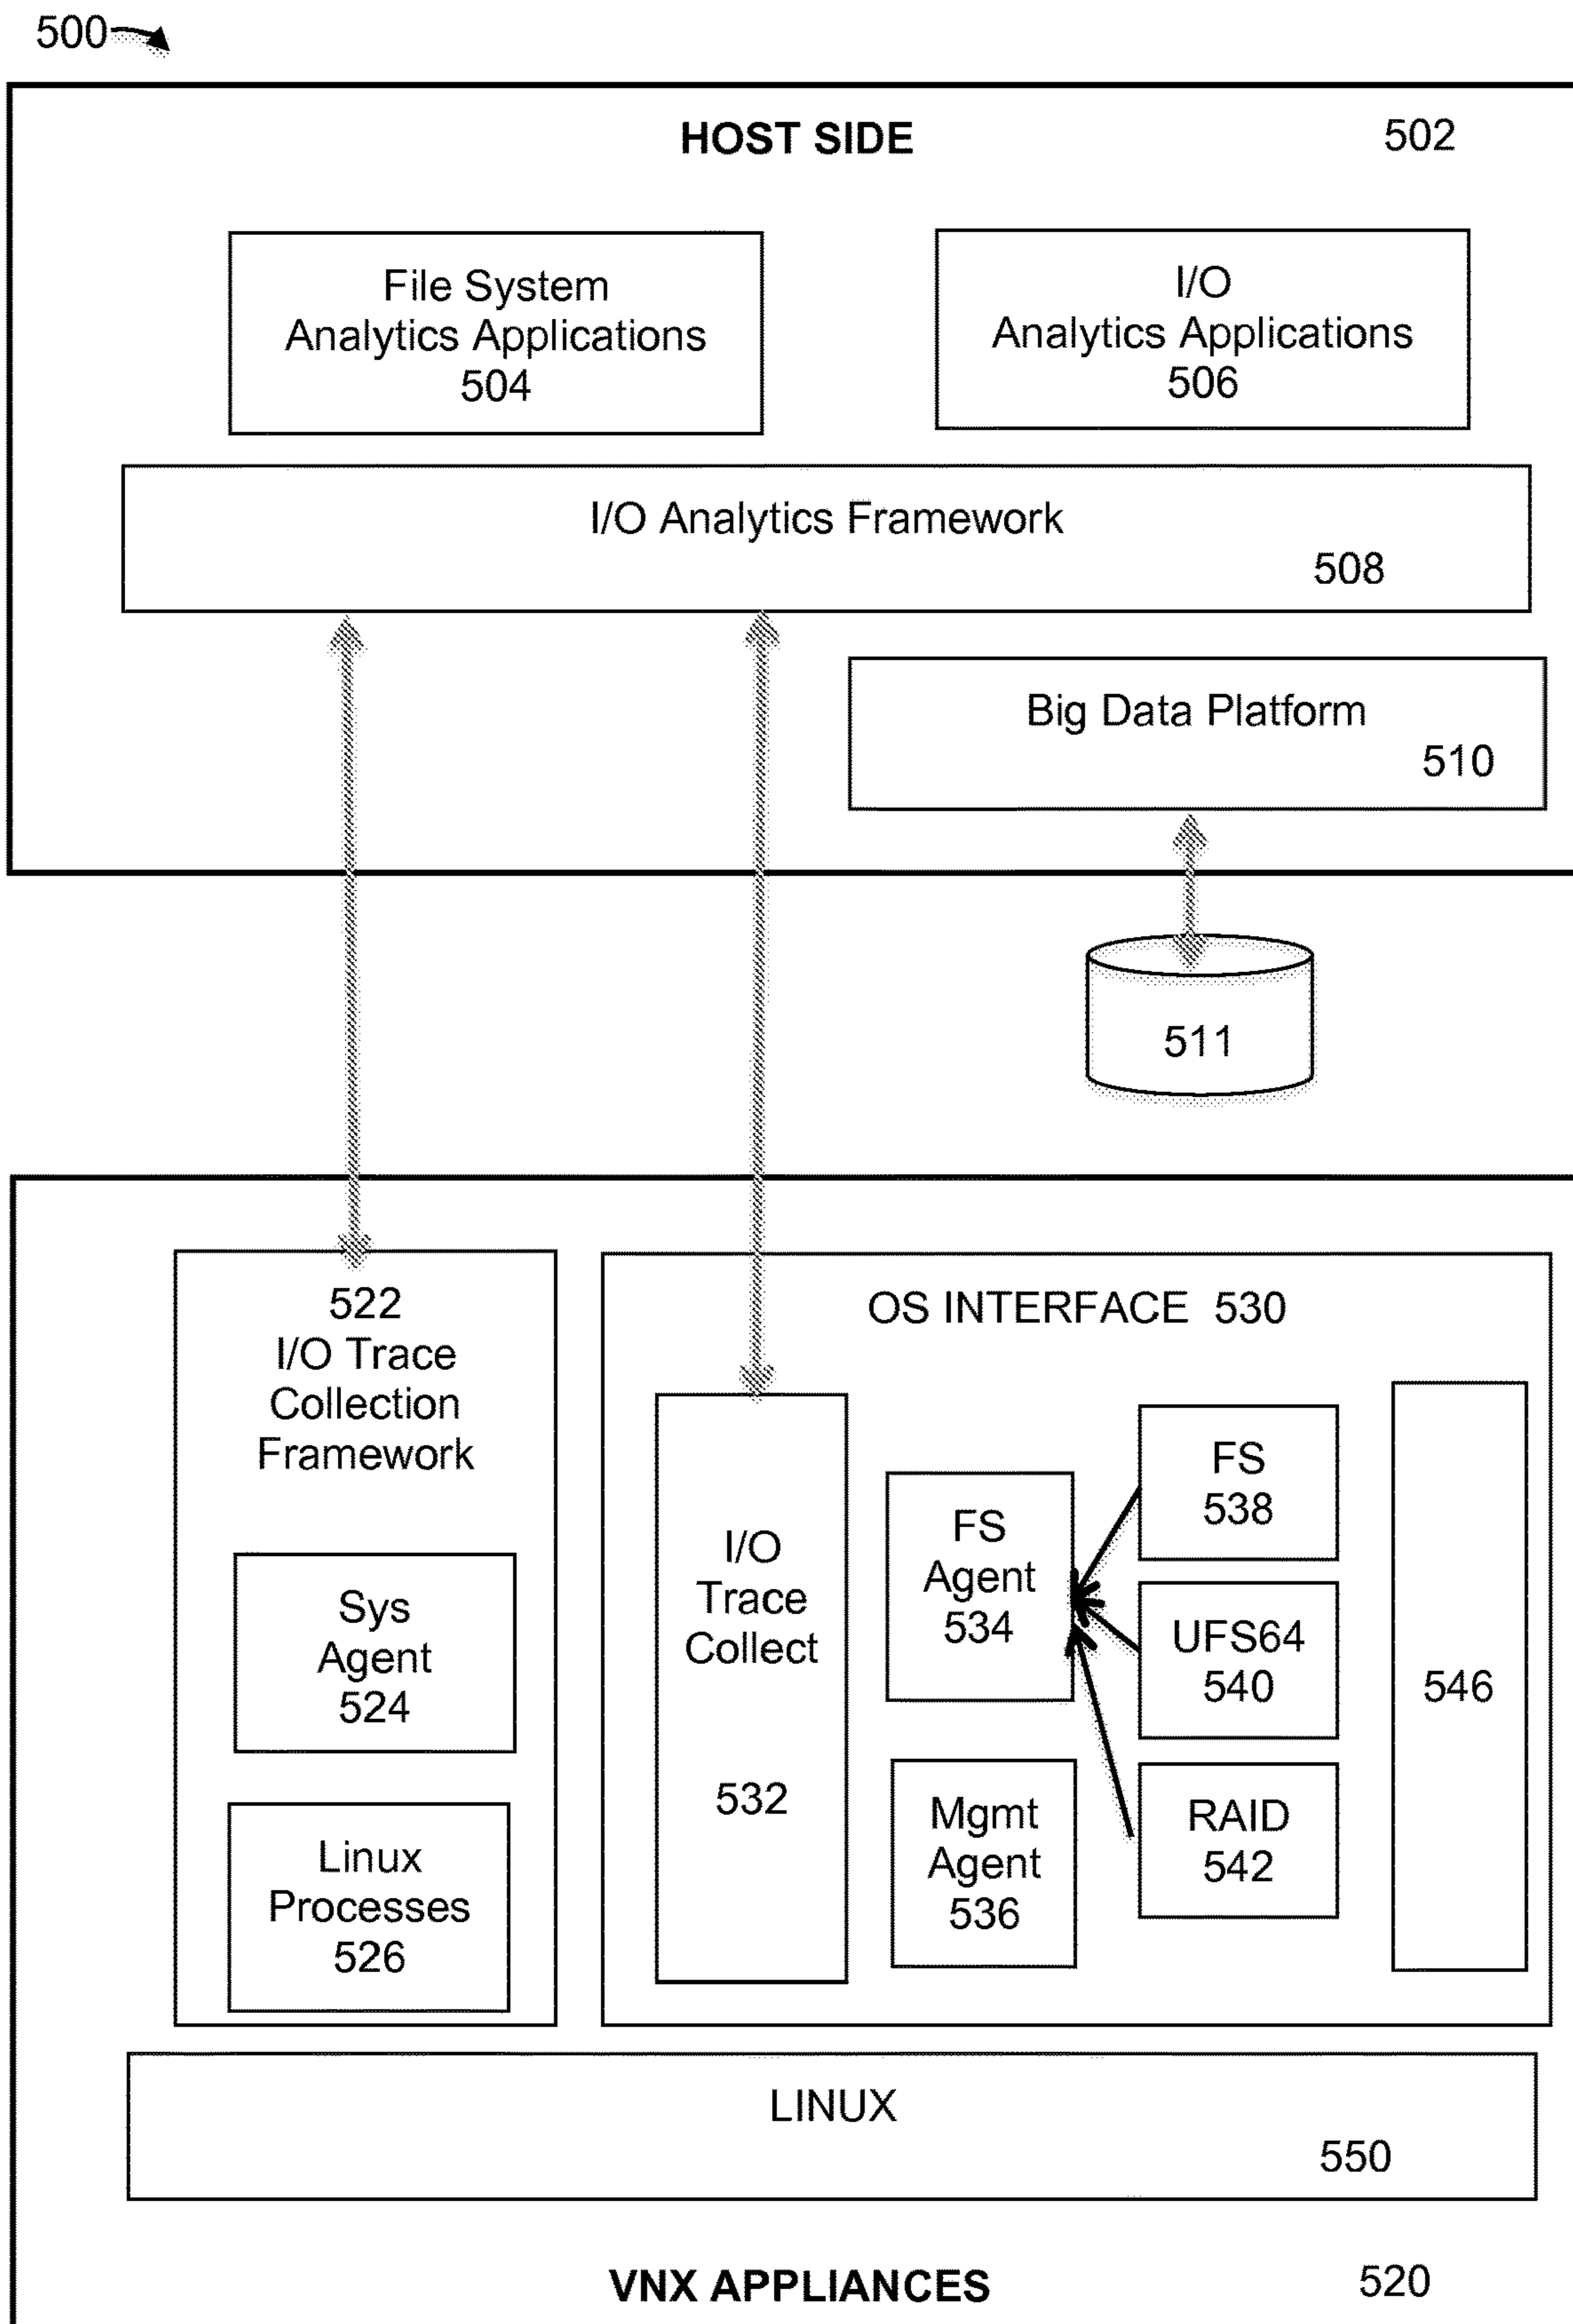 500
HOST SIDE 502
File System
Analytics Applications
504
I/O
Analytics Applications
506
I/O Analytics Framework
508
Big Data Platform
510
511
522
I/O Trace
Collection
Framework
Sys
Agent
524
Linux
Processes
526
OS INTERFACE 530
I/O
Trace
Collect
532
FS
Agent
534
Mgmt
Agent
536
FS
538
UFS64
540
RAID
542
546
LINUX
550
VNX APPLIANCES 520